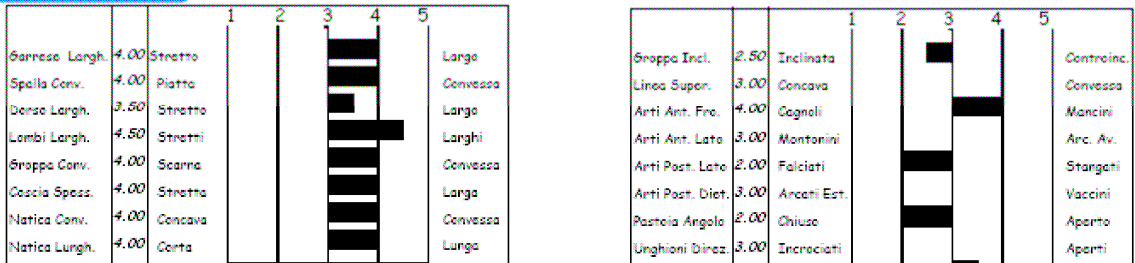 1 2 3 4 5
Garrese Largh. 4.00 Stretto Largo
Spalla Conv. 4.00 Piatta Convessa
Dorso Largh. 3.50 Stretto Largo
Lombi Largh. 4.50 Stretti Larghi
Groppa Conv. 4.00 Scarna Convessa
Coscia Spess. 4.00 Stretta Larga
Natica Conv. 4.00 Concava Convessa
Natica Lungh. 4.00 Corta Lunga
1 2 3 4 5
Groppa Incl. 2.50 Inclinata Controinc.
Linea Super. 3.00 Concava Convessa
Arti Ant. Fro. 4.00 Cagnoli Mancini
Arti Ant. Lato 3.00 Montonini Arc. Av.
Arti Post. Lato 2.00 Falciati Stangati
Arti Post. Diet. 3.00 Arcati Est. Vaccini
Pastoia Angolo 2.00 Chiuso Aperto
Unghioni Direz. 3.00 Incrociati Aperti